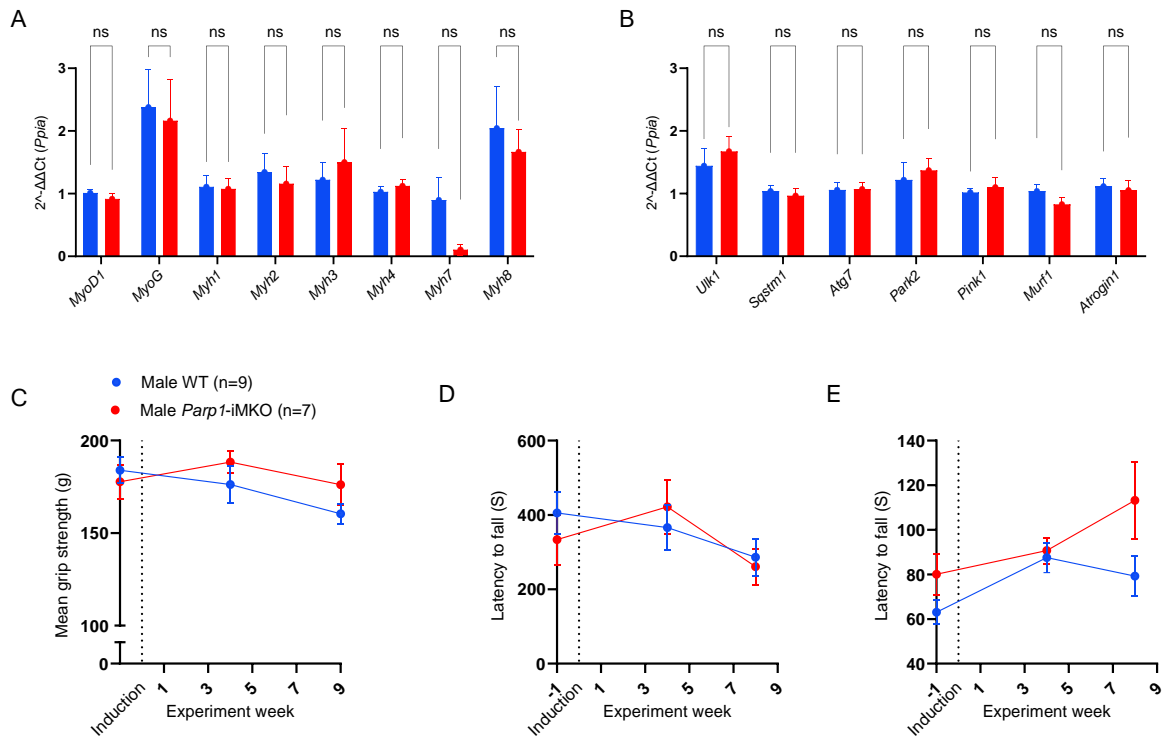 A
ns ns ns ns ns ns ns ns
3
2
1
0
2^-ΔΔCt (Ppia)
MyoD1 MyoG Myh1 Myh2 Myh3 Myh4 Myh7 Myh8
B
ns ns ns ns ns ns ns
3
2
1
0
2^-ΔΔCt (Ppia)
Ulk1 Sqstm1 Atg7 Park2 Pink1 Murf1 Atrogin1
Male WT (n=9)
Male Parp1-iMKO (n=7)
C
200
150
100
0
Mean grip strength (g)
Induction 1 3 5 7 9
Experiment week
D
600
400
200
0
Latency to fall (S)
-1 Induction 1 3 5 7 9
Experiment week
E
140
120
100
80
60
40
Latency to fall (S)
-1 Induction 1 3 5 7 9
Experiment week